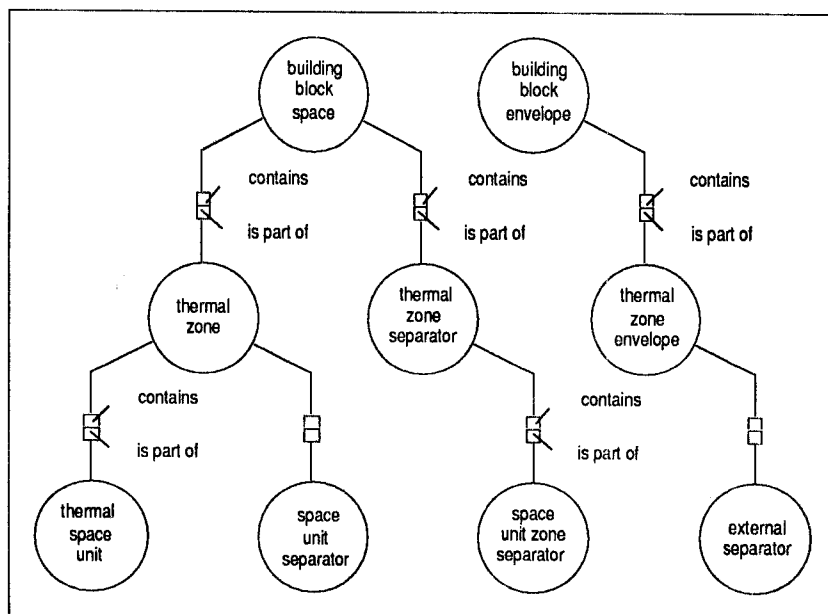 building
block
space
building
block
envelope
contains
contains
contains
is part of
is part of
is part of
thermal
zone
thermal
zone
separator
thermal
zone
envelope
contains
contains
is part of
is part of
thermal
space
unit
space
unit
separator
space
unit zone
separator
external
separator